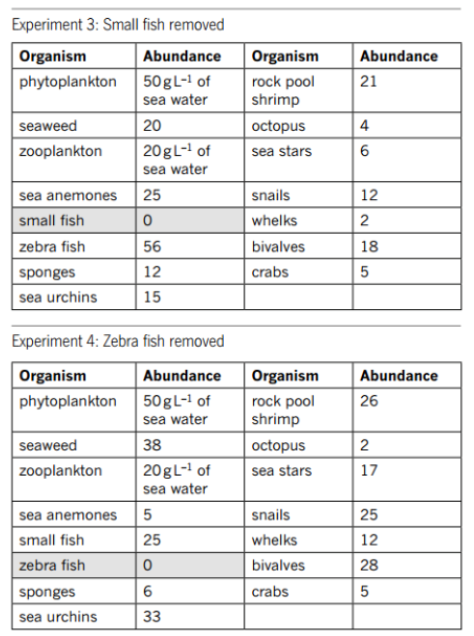 Experiment 3: Small fish removed
Organism Abundance Organism Abundance
phytoplankton 50 g L⁻¹ of sea water rock pool shrimp 21
seaweed 20 octopus 4
zooplankton 20 g L⁻¹ of sea water sea stars 6
sea anemones 25 snails 12
small fish 0 whelks 2
zebra fish 56 bivalves 18
sponges 12 crabs 5
sea urchins 15
Experiment 4: Zebra fish removed
Organism Abundance Organism Abundance
phytoplankton 50 g L⁻¹ of sea water rock pool shrimp 26
seaweed 38 octopus 2
zooplankton 20 g L⁻¹ of sea water sea stars 17
sea anemones 5 snails 25
small fish 25 whelks 12
zebra fish 0 bivalves 28
sponges 6 crabs 5
sea urchins 33